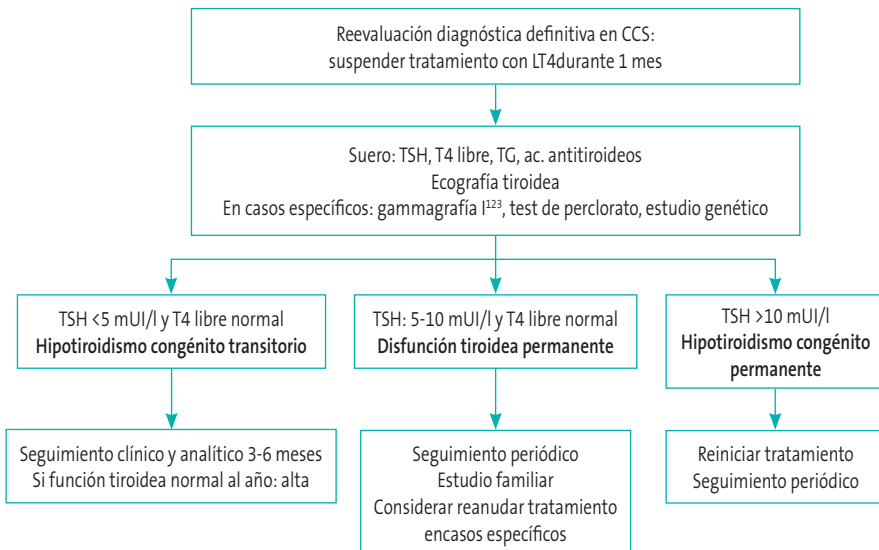 Reevaluación diagnóstica definitiva en CCS:
suspender tratamiento con LT4durante 1 mes
Suero: TSH, T4 libre, TG, ac. antitiroideos
Ecografía tiroidea
En casos específicos: gammagrafía I¹²³, test de perclorato, estudio genético
TSH <5 mUI/l y T4 libre normal
Hipotiroidismo congénito transitorio
TSH: 5-10 mUI/l y T4 libre normal
Disfunción tiroidea permanente
TSH >10 mUI/l
Hipotiroidismo congénito
permanente
Seguimiento clínico y analítico 3-6 meses
Si función tiroidea normal al año: alta
Seguimiento periódico
Estudio familiar
Considerar reanudar tratamiento
encasos específicos
Reiniciar tratamiento
Seguimiento periódico